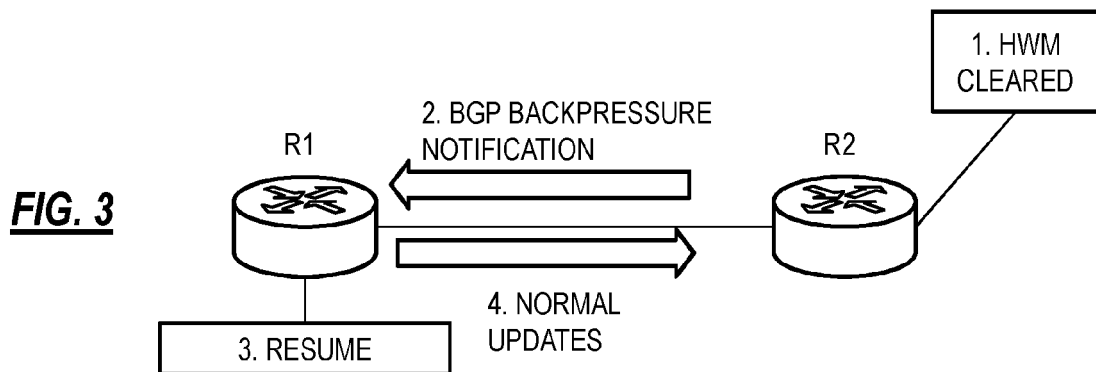 1. HWM
CLEARED
2. BGP BACKPRESSURE
NOTIFICATION
R1
R2
FIG. 3
4. NORMAL
UPDATES
3. RESUME